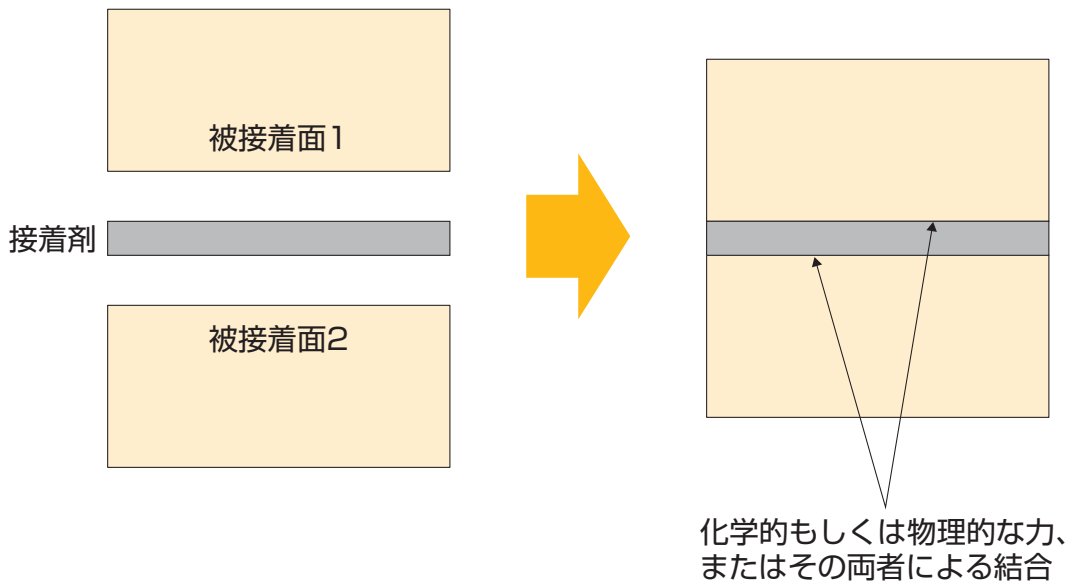 被接着面1
接着剤
被接着面2
化学的もしくは物理的な力、
またはその両者による結合